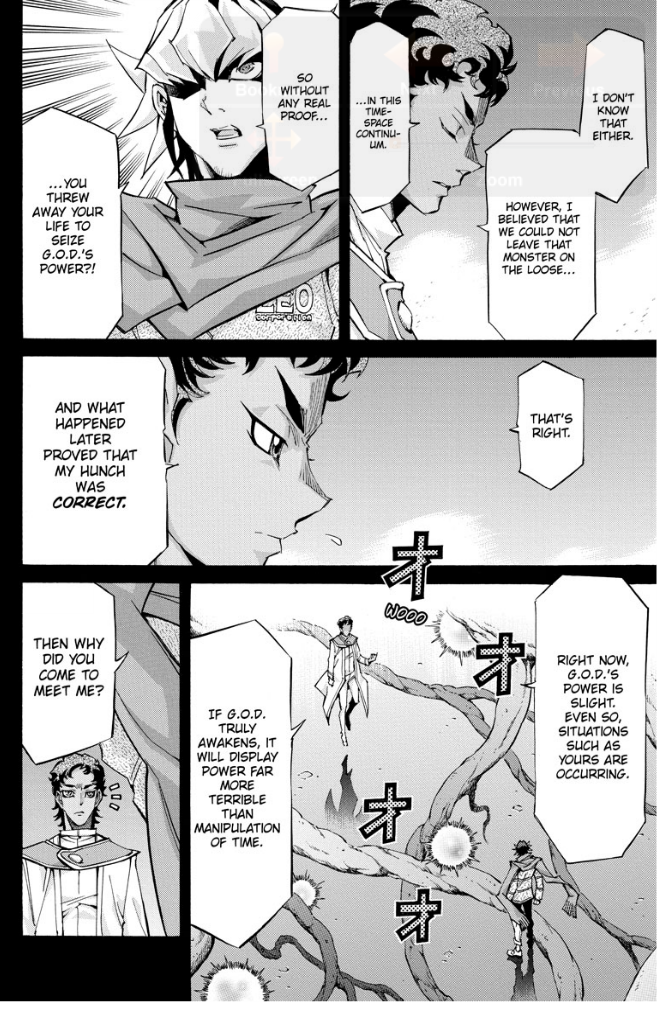 I DON'T
KNOW
THAT
EITHER.
HOWEVER, I
BELIEVED THAT
WE COULD NOT
LEAVE THAT
MONSTER ON
THE LOOSE...
...IN THIS
TIME-
SPACE
CONTINU-
UM.
SO
WITHOUT
ANY REAL
PROOF...
...YOU
THREW
AWAY YOUR
LIFE TO
SEIZE
G.O.D.'S
POWER?!
Previous
Zoom
THAT'S
RIGHT.
AND WHAT
HAPPENED
LATER
PROVED THAT
MY HUNCH
WAS
CORRECT.
オ
WOOO
オ
オ
オ
RIGHT NOW,
G.O.D.'S
POWER IS
SLIGHT.
EVEN SO,
SITUATIONS
SUCH AS
YOURS ARE
OCCURRING.
IF G.O.D.
TRULY
AWAKENS, IT
WILL DISPLAY
POWER FAR
MORE
TERRIBLE
THAN
MANIPULATION
OF TIME.
THEN WHY
DID YOU
COME TO
MEET ME?